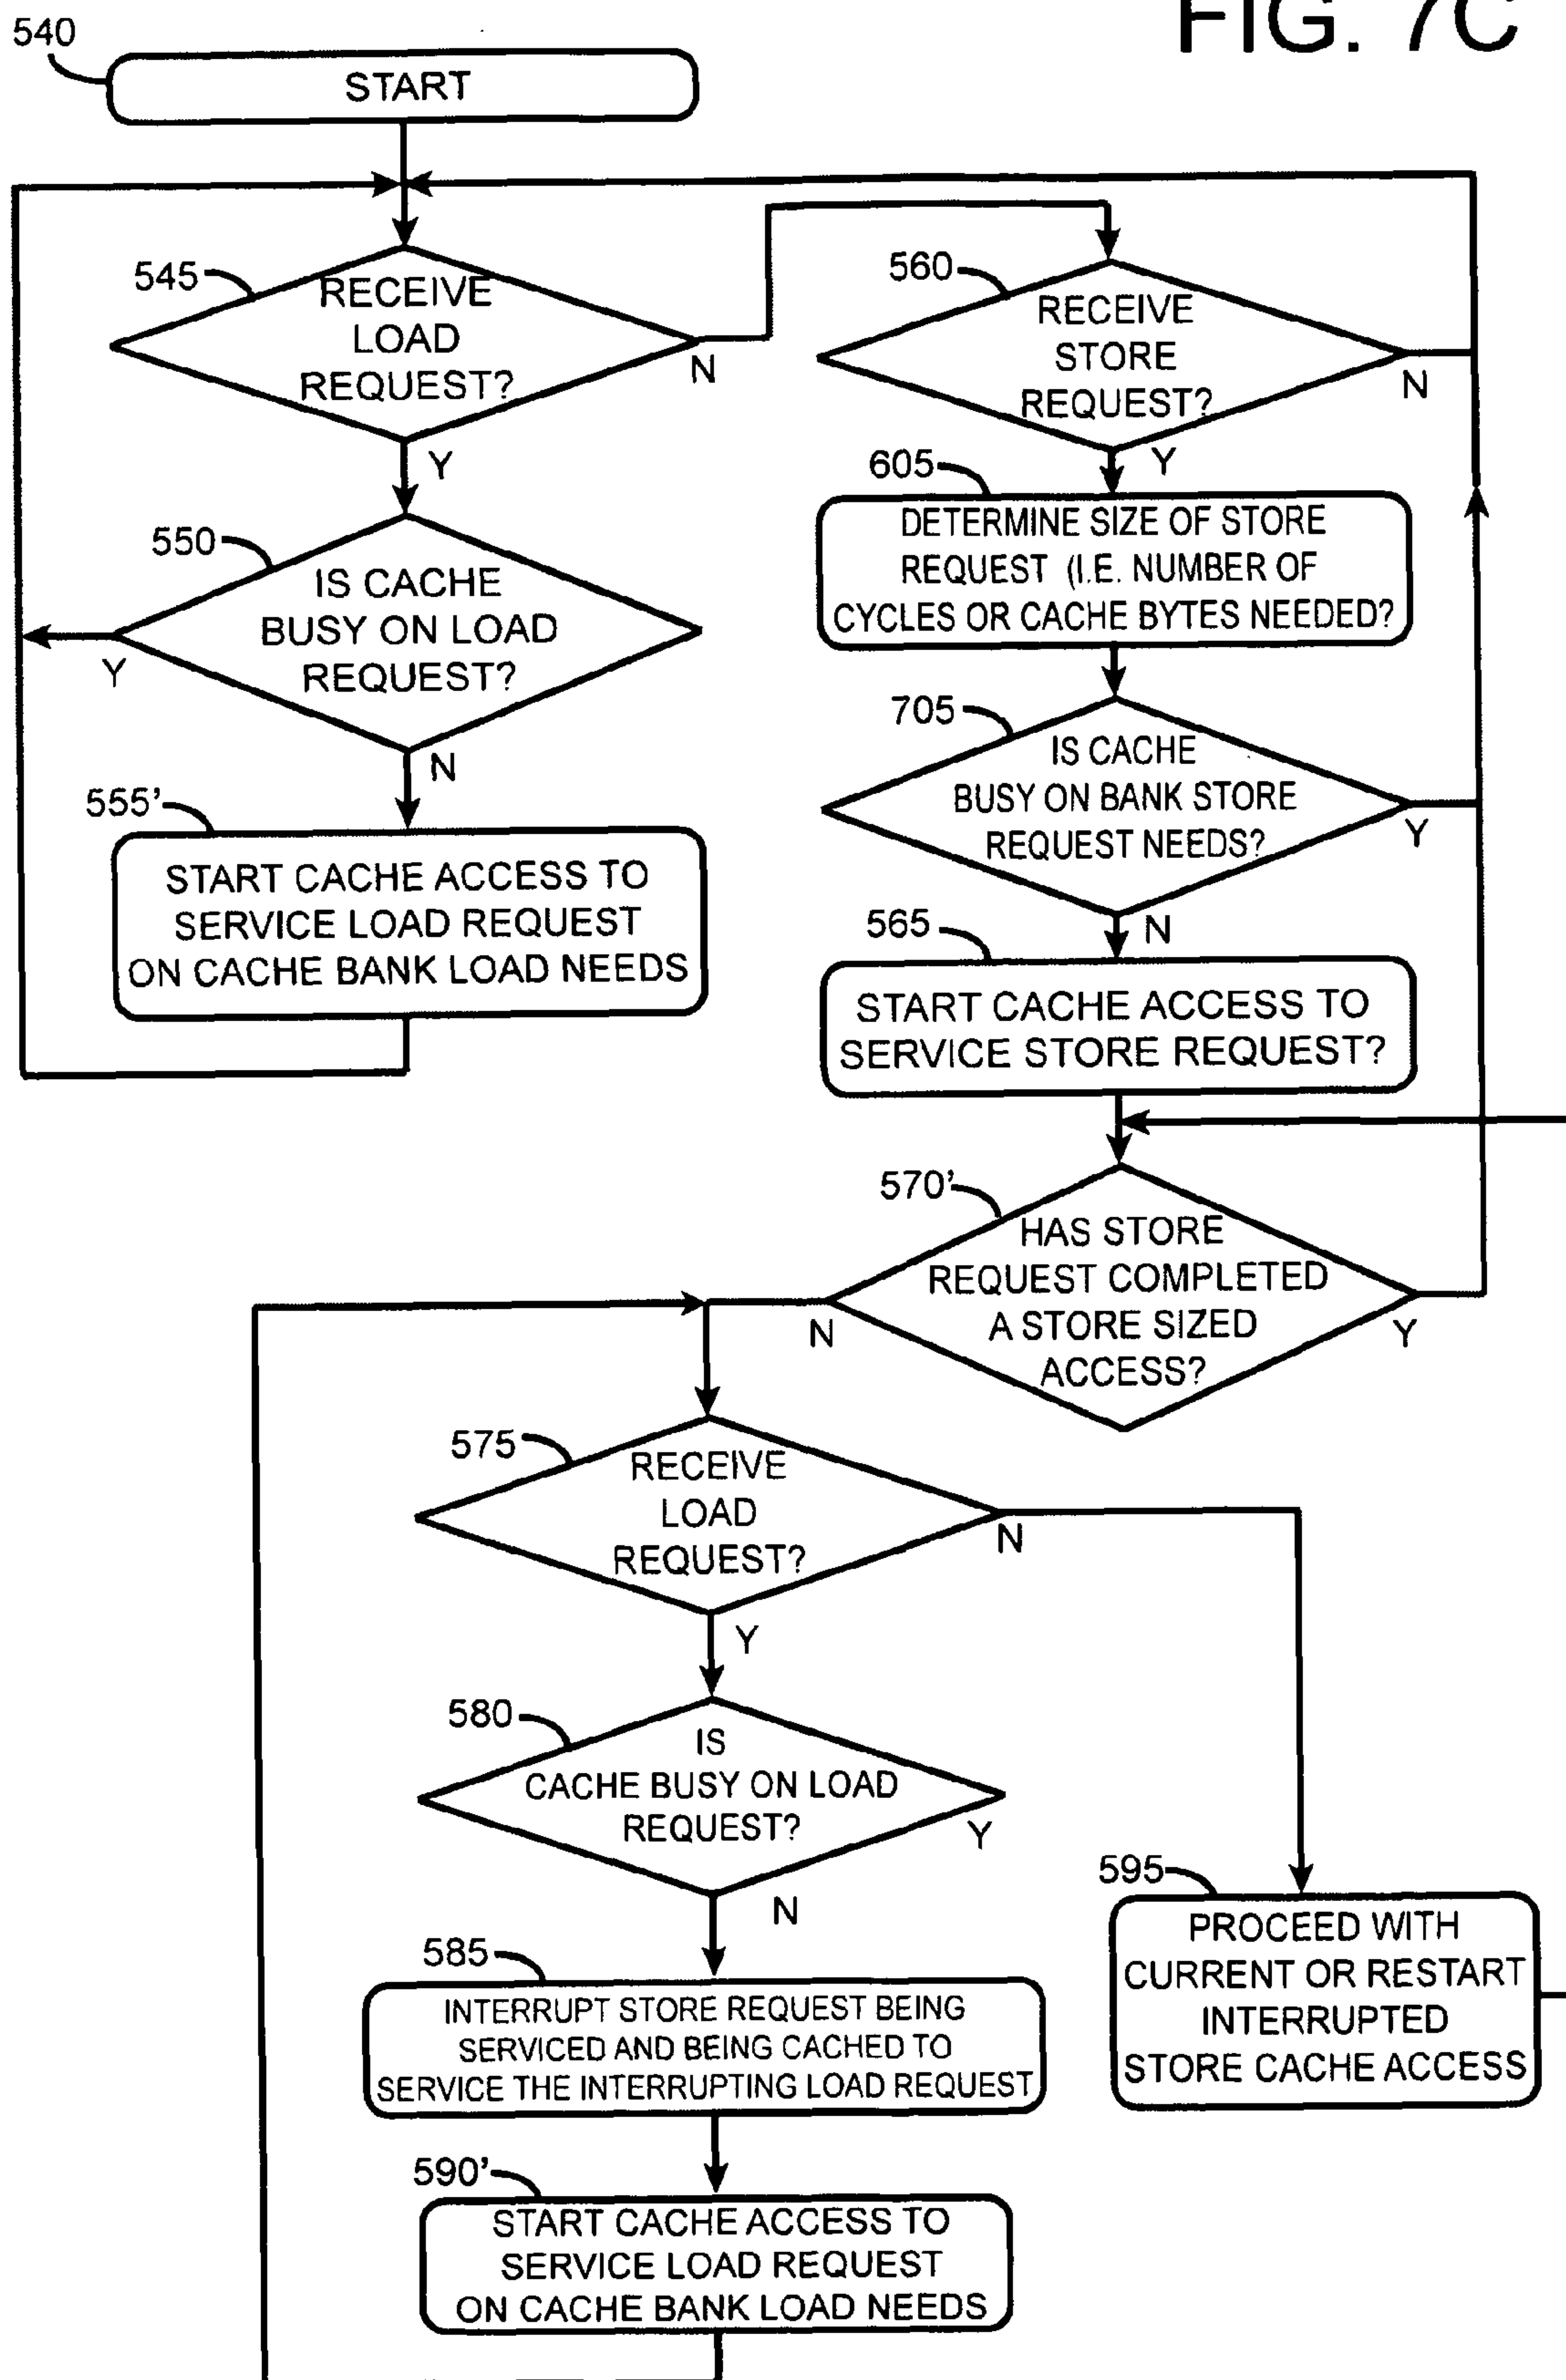 FIG. 7C
540
START
545
RECEIVE
LOAD
REQUEST?
N
Y
550
IS CACHE
BUSY ON LOAD
REQUEST?
Y
N
555'
START CACHE ACCESS TO
SERVICE LOAD REQUEST
ON CACHE BANK LOAD NEEDS
560
RECEIVE
STORE
REQUEST?
N
Y
605
DETERMINE SIZE OF STORE
REQUEST (I.E. NUMBER OF
CYCLES OR CACHE BYTES NEEDED?
705
IS CACHE
BUSY ON BANK STORE
REQUEST NEEDS?
Y
N
565
START CACHE ACCESS TO
SERVICE STORE REQUEST?
570'
HAS STORE
REQUEST COMPLETED
A STORE SIZED
ACCESS?
N
Y
575
RECEIVE
LOAD
REQUEST?
N
Y
580
IS
CACHE BUSY ON LOAD
REQUEST?
Y
N
585
INTERRUPT STORE REQUEST BEING
SERVICED AND BEING CACHED TO
SERVICE THE INTERRUPTING LOAD REQUEST
590'
START CACHE ACCESS TO
SERVICE LOAD REQUEST
ON CACHE BANK LOAD NEEDS
595
PROCEED WITH
CURRENT OR RESTART
INTERRUPTED
STORE CACHE ACCESS